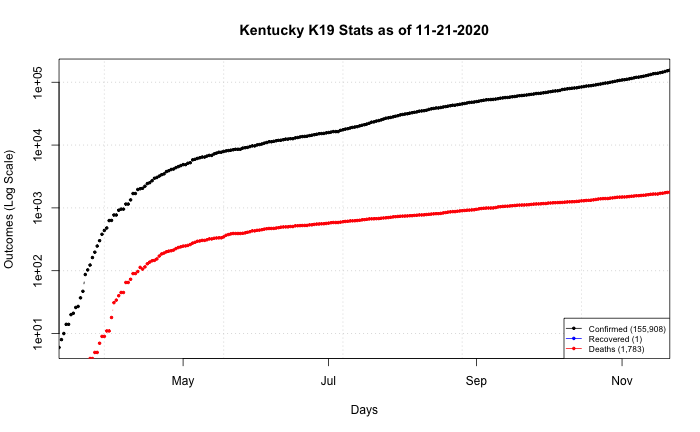 Kentucky K19 Stats as of 11-21-2020
Outcomes (Log Scale)
1e+05
1e+04
1e+03
1e+02
1e+01
Confirmed (155,908)
Recovered (1)
Deaths (1,783)
May
Jul
Sep
Nov
Days